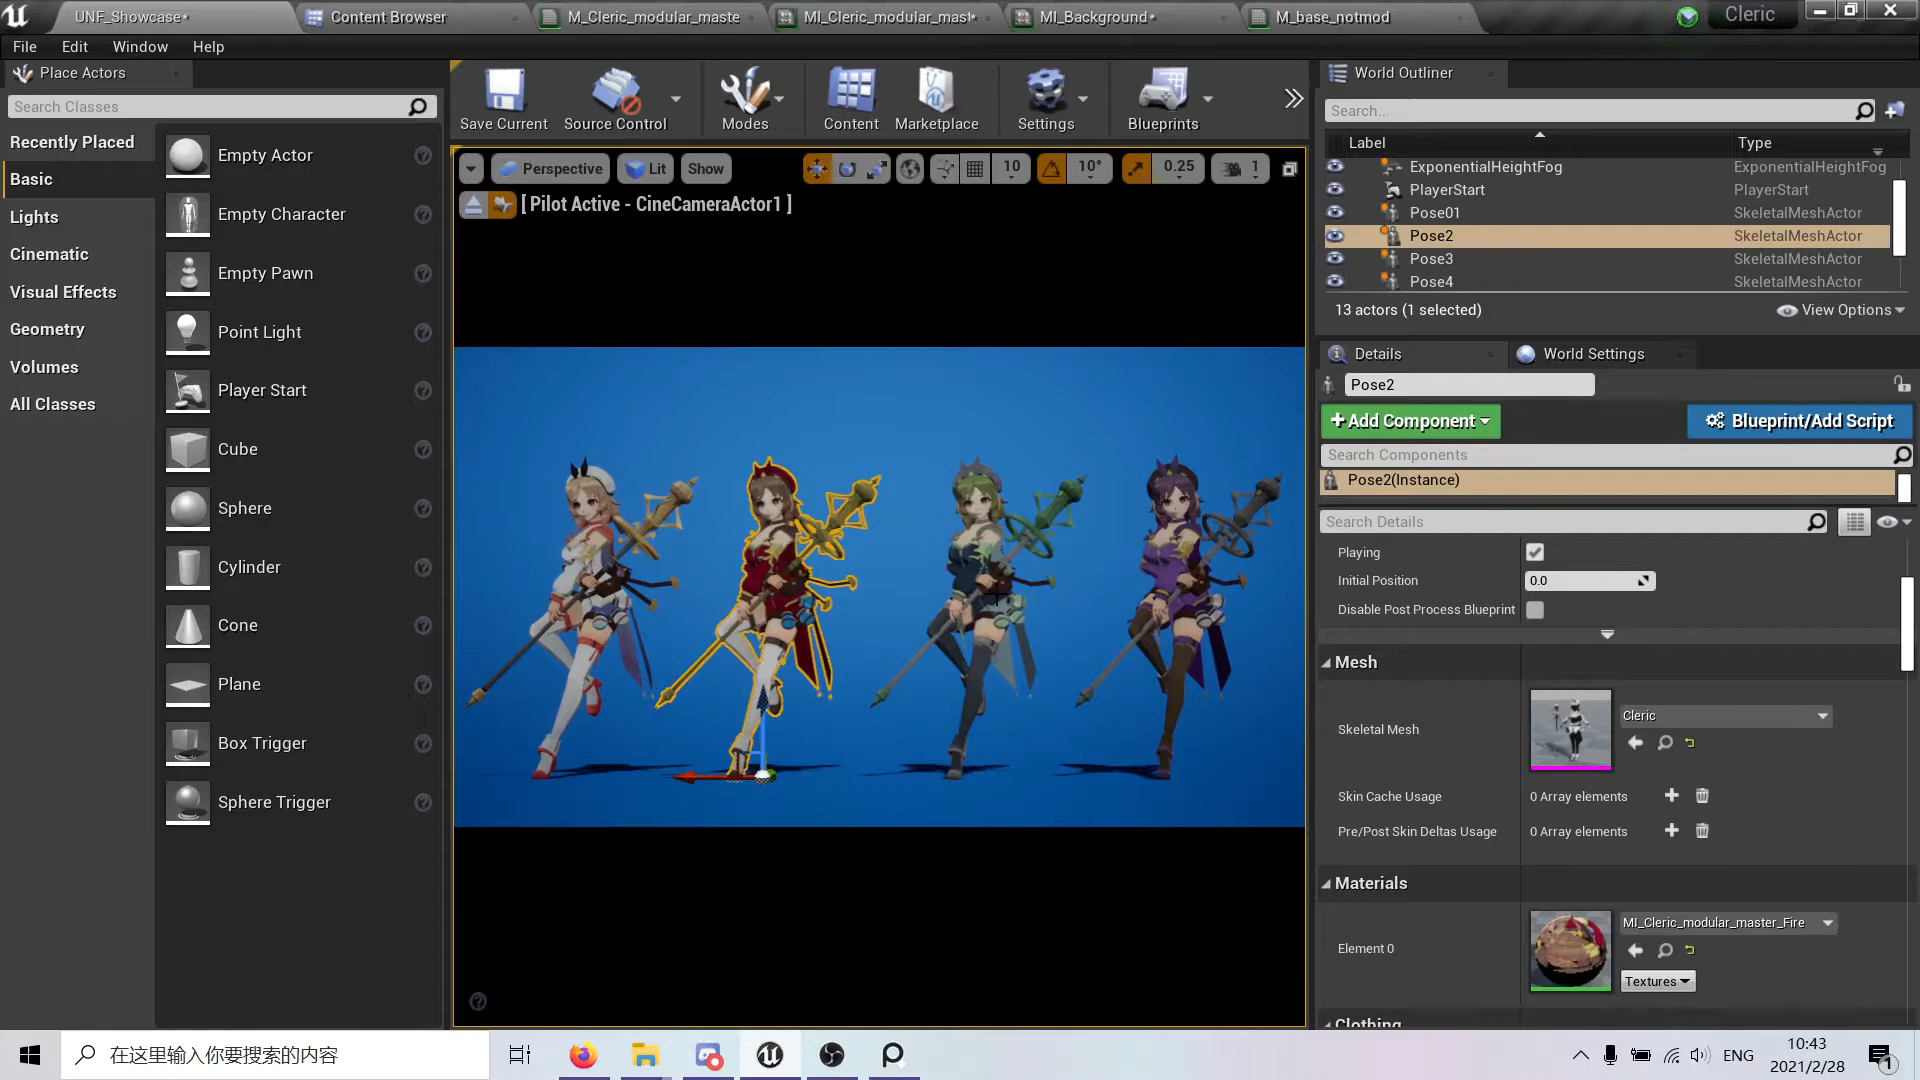 UNF_Showcase*
Content Browser
M_Cleric_modular_maste
MI_Cleric_modular_mast*
MI_Background*
M_base_notmod
Cleric
File
Edit
Window
Help
Place Actors
Search Classes
Recently Placed
Basic
Lights
Cinematic
Visual Effects
Geometry
Volumes
All Classes
Empty Actor
Empty Character
Empty Pawn
Point Light
Player Start
Cube
Sphere
Cylinder
Cone
Plane
Box Trigger
Sphere Trigger
Save Current
Source Control
Modes
Content
Marketplace
Settings
Blueprints
Perspective
Lit
Show
10
10°
0.25
1
[ Pilot Active - CineCameraActor1 ]
World Outliner
Search...
Label
Type
ExponentialHeightFog
ExponentialHeightFog
PlayerStart
PlayerStart
Pose01
SkeletalMeshActor
Pose2
SkeletalMeshActor
Pose3
SkeletalMeshActor
Pose4
SkeletalMeshActor
13 actors (1 selected)
View Options
Details
World Settings
Pose2
Add Component
Blueprint/Add Script
Search Components
Pose2(Instance)
Search Details
Playing
Initial Position
0.0
Disable Post Process Blueprint
Mesh
Skeletal Mesh
Cleric
Skin Cache Usage
0 Array elements
Pre/Post Skin Deltas Usage
0 Array elements
Materials
Element 0
MI_Cleric_modular_master_Fire
Textures
Clothing
在这里输入你要搜索的内容
ENG
10:43
2021/2/28
1